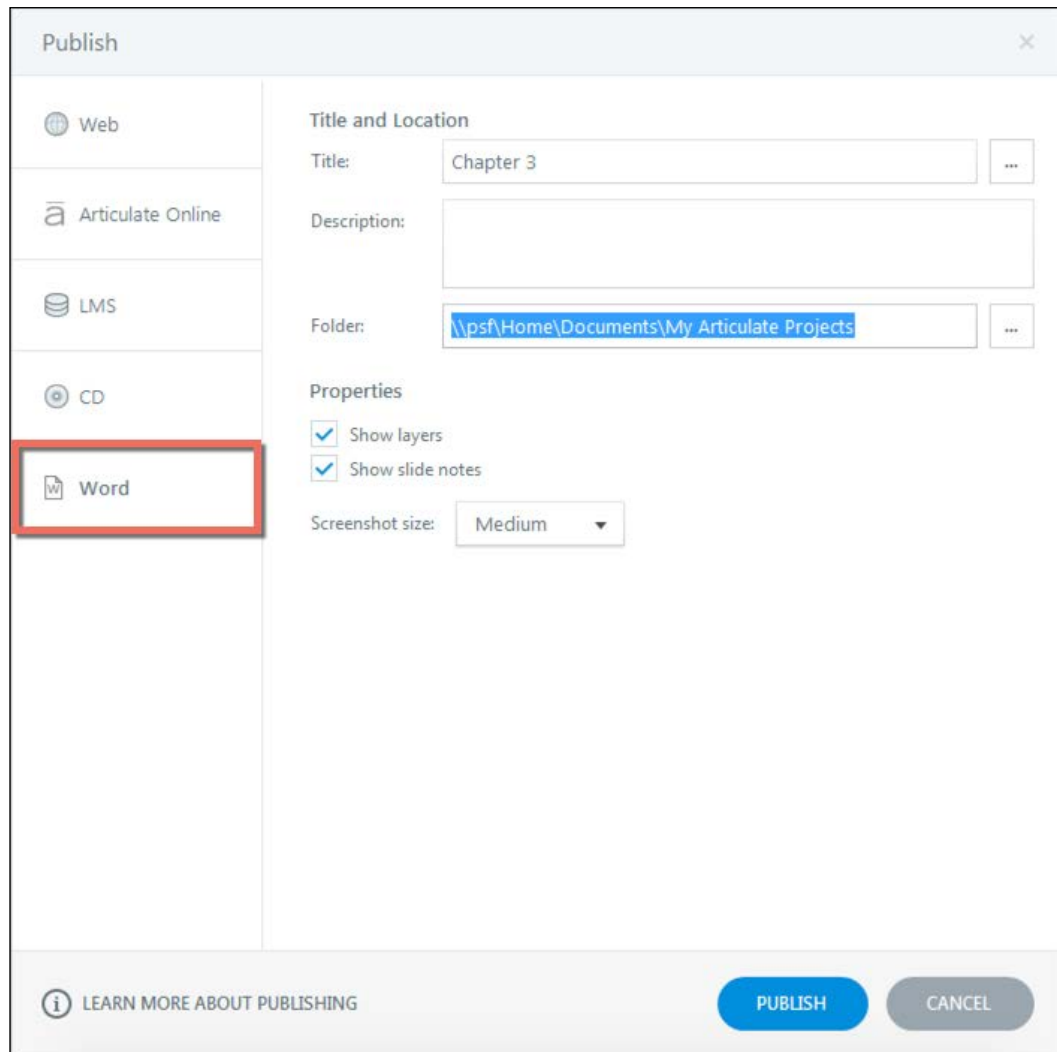 Publish
Web
Articulate Online
LMS
CD
Word
Title and Location
Title:
Chapter 3
...
Description:
Folder:
\\psf\Home\Documents\My Articulate Projects
...
Properties
Show layers
Show slide notes
Screenshot size:
Medium
LEARN MORE ABOUT PUBLISHING
PUBLISH
CANCEL